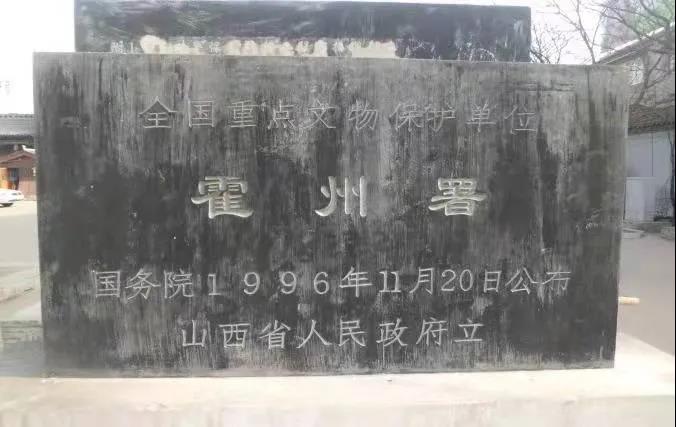 全国重点文物保护单位
霍州署
国务院1996年11月20日公布
山西省人民政府立